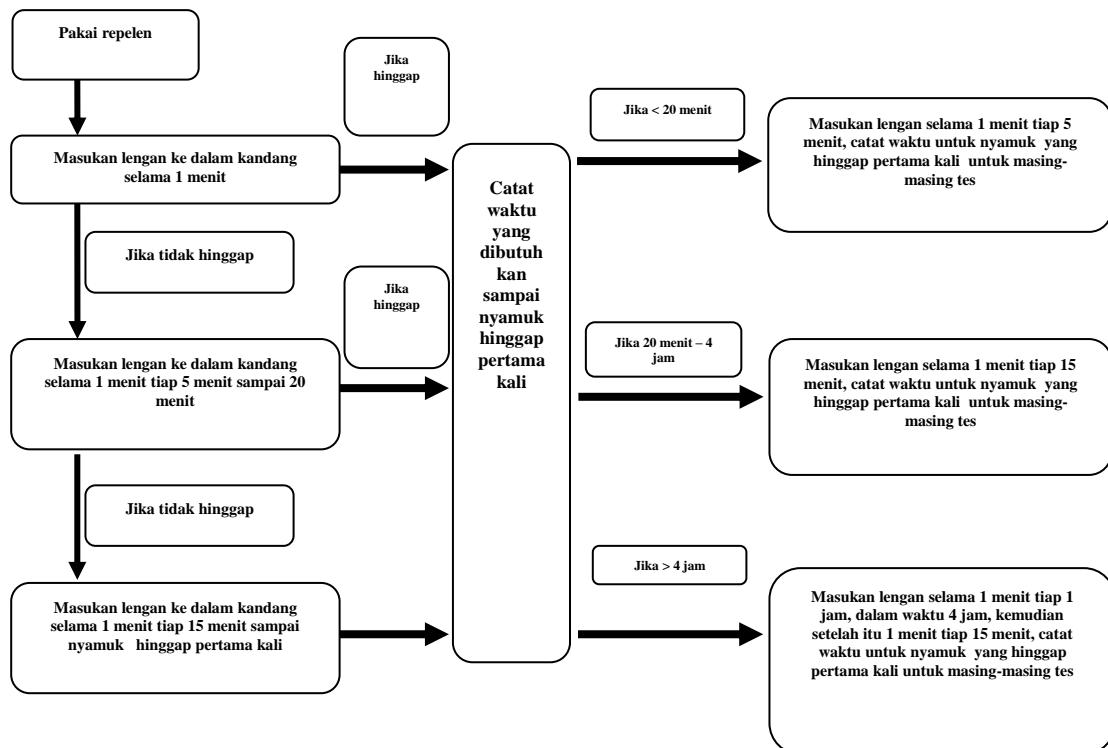 Pakai repelen
Jika
hinggap
Jika < 20 menit
Masukan lengan selama 1 menit tiap 5
menit, catat waktu untuk nyamuk yang
hinggap pertama kali untuk masing-
masing tes
Masukan lengan ke dalam kandang
selama 1 menit
Catat
waktu
yang
dibutuh
kan
sampai
nyamuk
hinggap
pertama
kali
Jika tidak hinggap
Jika
hinggap
Jika 20 menit – 4
jam
Masukan lengan selama 1 menit tiap 15
menit, catat waktu untuk nyamuk yang
hinggap pertama kali untuk masing-
masing tes
Masukan lengan ke dalam kandang
selama 1 menit tiap 5 menit sampai 20
menit
Jika tidak hinggap
Jika > 4 jam
Masukan lengan ke dalam kandang
selama 1 menit tiap 15 menit sampai
nyamuk hinggap pertama kali
Masukan lengan selama 1 menit tiap 1
jam, dalam waktu 4 jam, kemudian
setelah itu 1 menit tiap 15 menit, catat
waktu untuk nyamuk yang hinggap
pertama kali untuk masing-masing tes